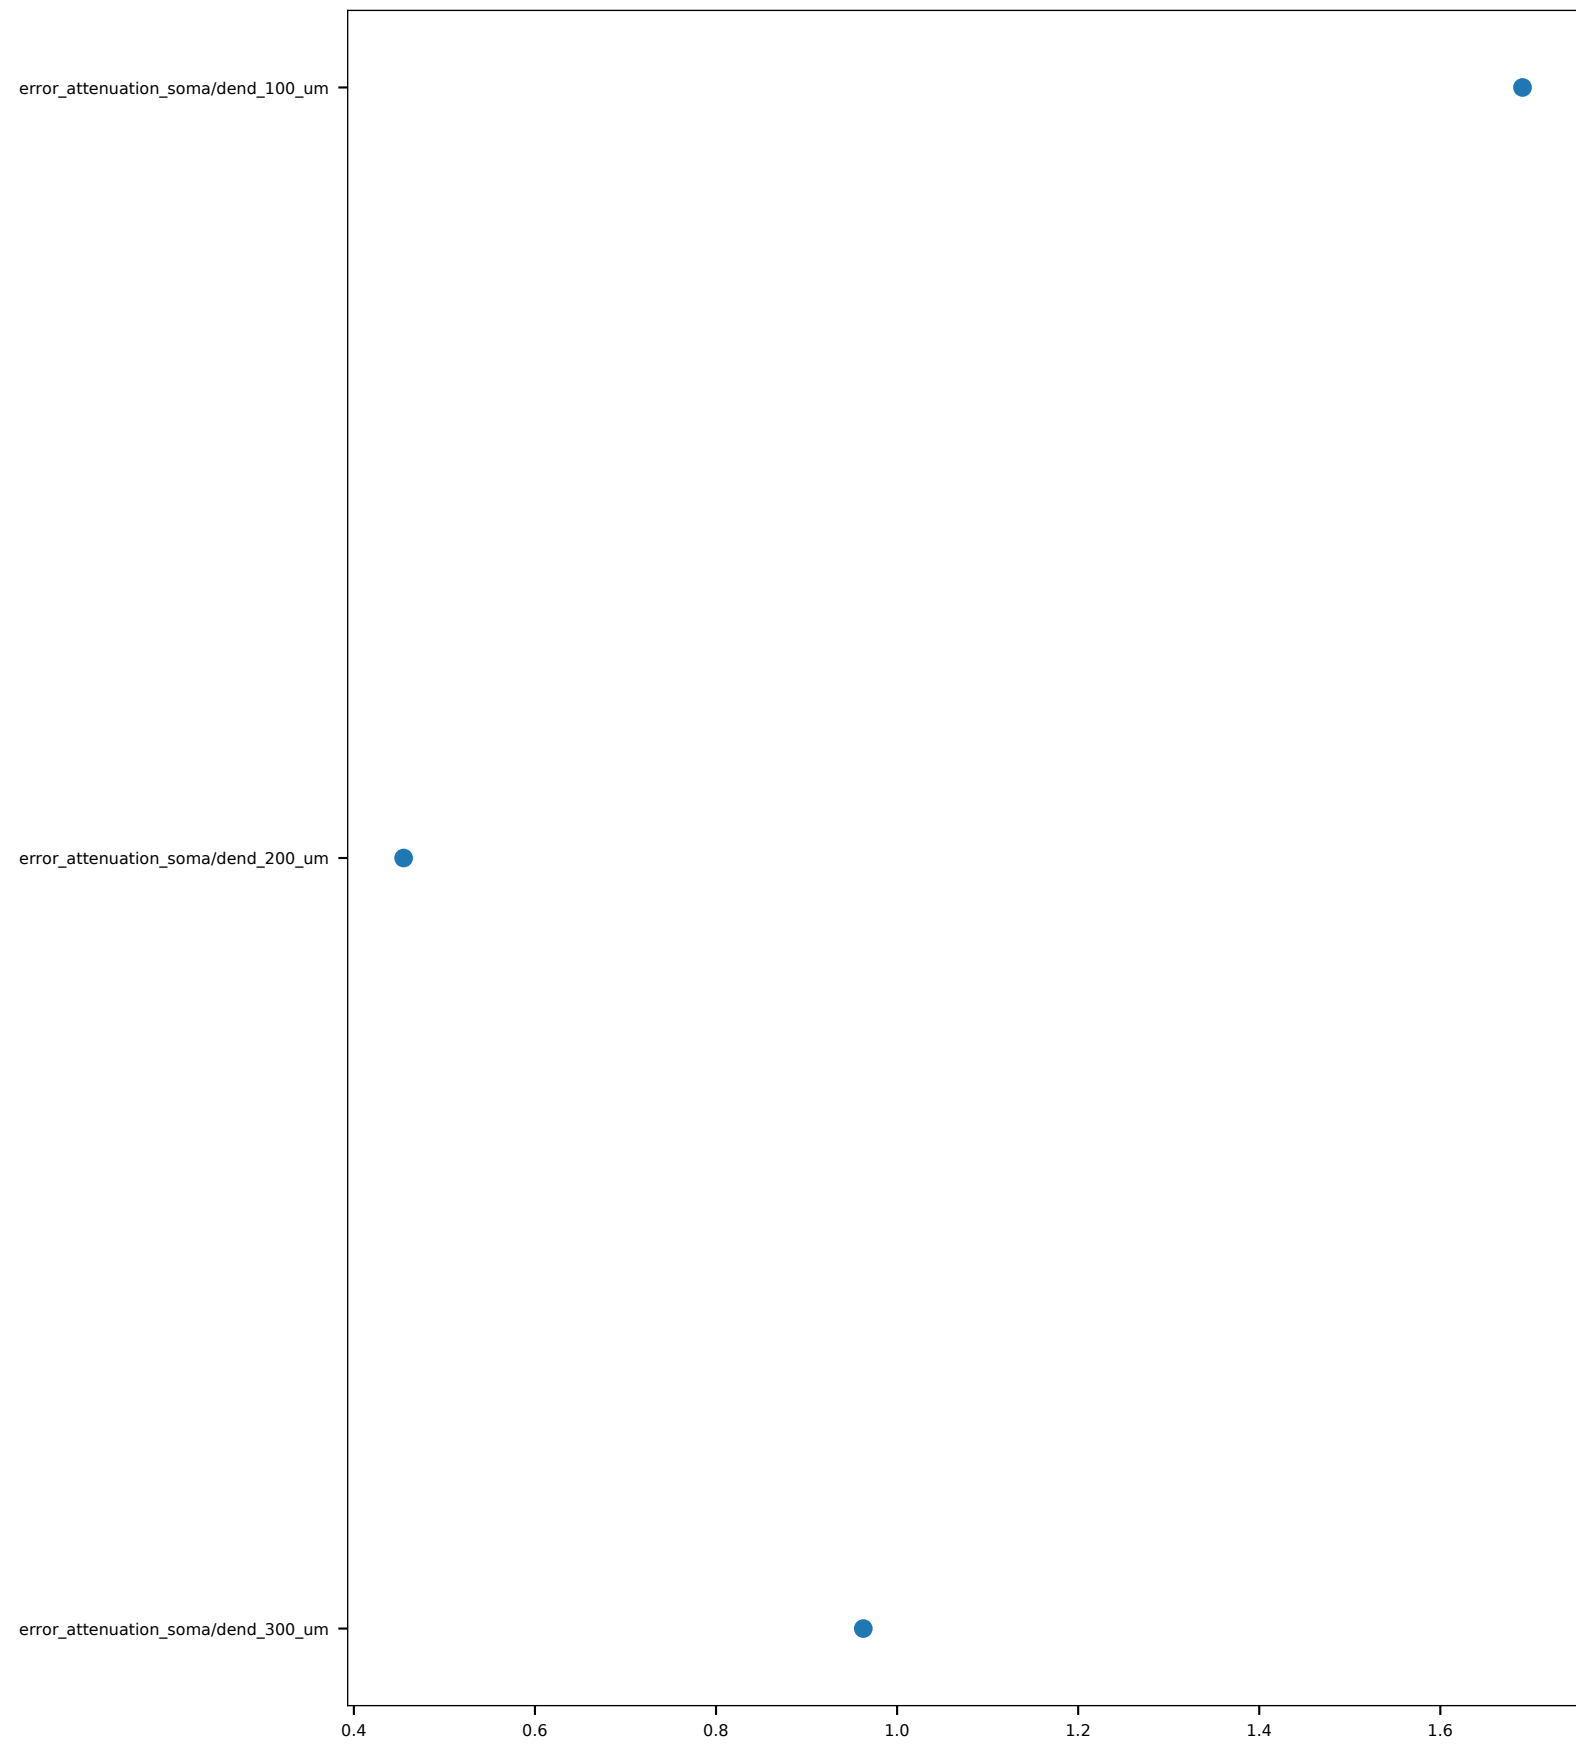 error_attenuation_soma/dend_100_um
error_attenuation_soma/dend_200_um
error_attenuation_soma/dend_300_um
0.4 0.6 0.8 1.0 1.2 1.4 1.6